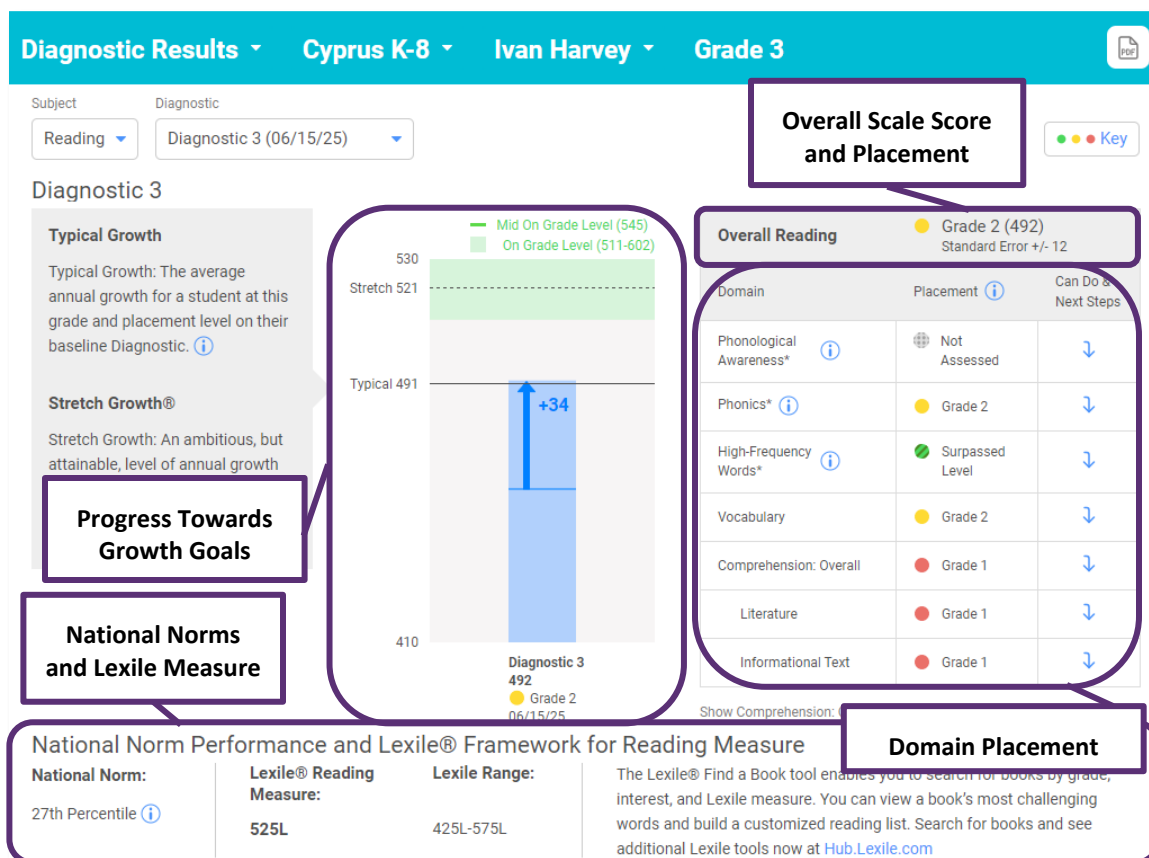 Diagnostic Results Cyprus K-8 Ivan Harvey Grade 3
PDF
Subject Diagnostic
Reading Diagnostic 3 (06/15/25)
Overall Scale Score
and Placement
Key
Diagnostic 3
Typical Growth
Typical Growth: The average
annual growth for a student at this
grade and placement level on their
baseline Diagnostic.
Stretch Growth®
Stretch Growth: An ambitious, but
attainable, level of annual growth
Progress Towards
Growth Goals
National Norms
and Lexile Measure
Mid On Grade Level (545)
On Grade Level (511-602)
530
Stretch 521
Typical 491
+34
410
Diagnostic 3
492
Grade 2
06/15/25
Overall Reading Grade 2 (492)
Standard Error +/- 12
Domain Placement Can Do &
Next Steps
Phonological
Awareness* Not
Assessed
Phonics* Grade 2
High-Frequency
Words* Surpassed
Level
Vocabulary Grade 2
Comprehension: Overall Grade 1
Literature Grade 1
Informational Text Grade 1
Show Comprehension:
Domain Placement
National Norm Performance and Lexile® Framework for Reading Measure
National Norm:
27th Percentile
Lexile® Reading
Measure:
525L
Lexile Range:
425L-575L
The Lexile® Find a Book tool enables you to search for books by grade,
interest, and Lexile measure. You can view a book's most challenging
words and build a customized reading list. Search for books and see
additional Lexile tools now at Hub.Lexile.com